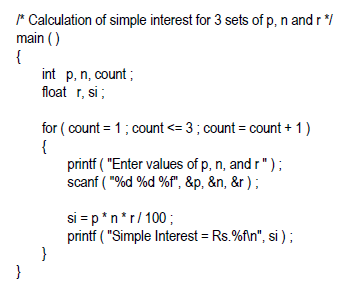 /* Calculation of simple interest for 3 sets of p, n and r */
main ( )
{
int p, n, count ;
float r, si ;
for ( count = 1 ; count <= 3 ; count = count + 1 )
{
printf ( "Enter values of p, n, and r " ) ;
scanf ( "%d %d %f", &p, &n, &r ) ;
si = p * n * r / 100 ;
printf ( "Simple Interest = Rs.%f\n", si ) ;
}
}